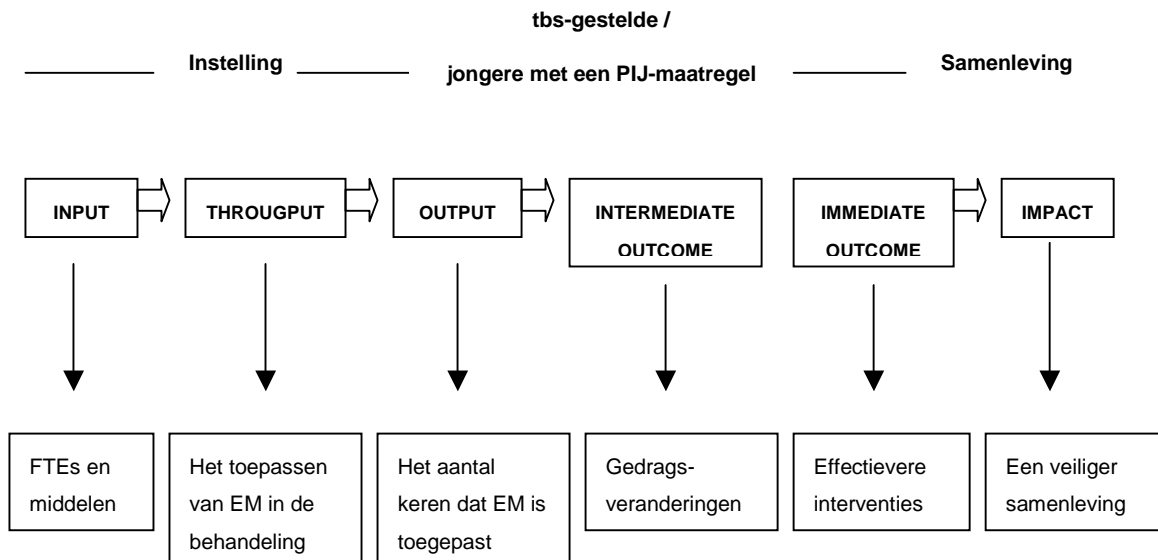 tbs-gestelde /
Instelling
jongere met een PIJ-maatregel
Samenleving
INPUT
THROUGPUT
OUTPUT
INTERMEDIATE
OUTCOME
IMMEDIATE
OUTCOME
IMPACT
FTEs en
middelen
Het toepassen
van EM in de
behandeling
Het aantal
keren dat EM is
toegepast
Gedrags-
veranderingen
Effectievere
interventies
Een veiliger
samenleving